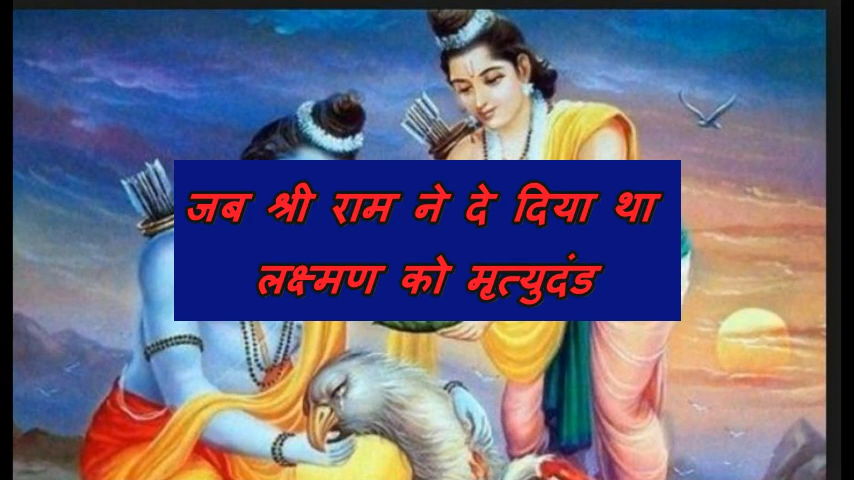 जब श्री राम ने दे दिया था
लक्ष्मण को मृत्युदंड